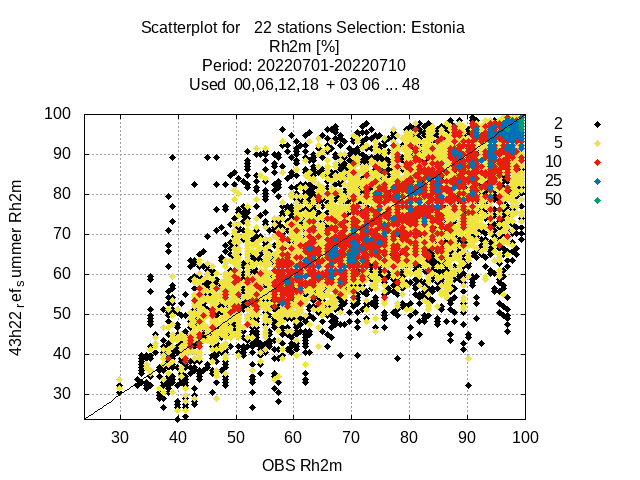 Scatterplot for 22 stations Selection: Estonia
Rh2m [%]
Period: 20220701-20220710
Used 00,06,12,18 + 03 06 ... 48
43h22_ref_summer Rh2m
100
90
80
70
60
50
40
30
30 40 50 60 70 80 90 100
OBS Rh2m
2
5
10
25
50